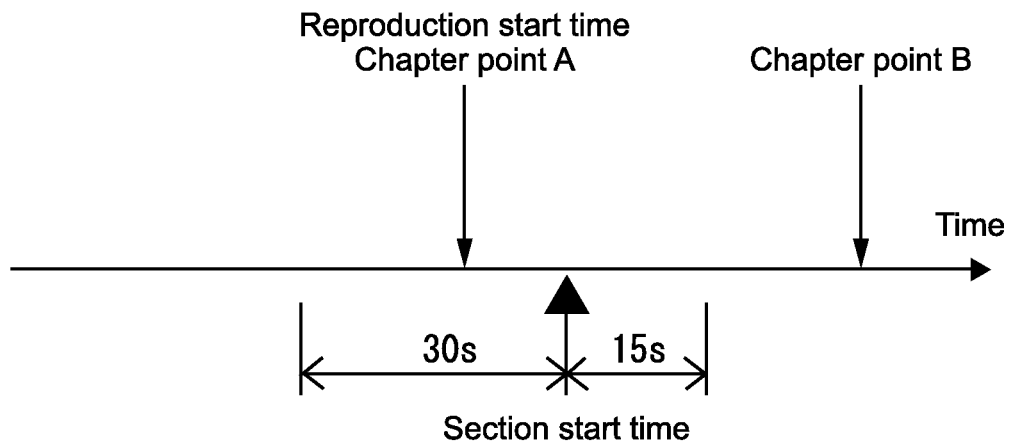 Reproduction start time
Chapter point A
Chapter point B
Time
30s
15s
Section start time